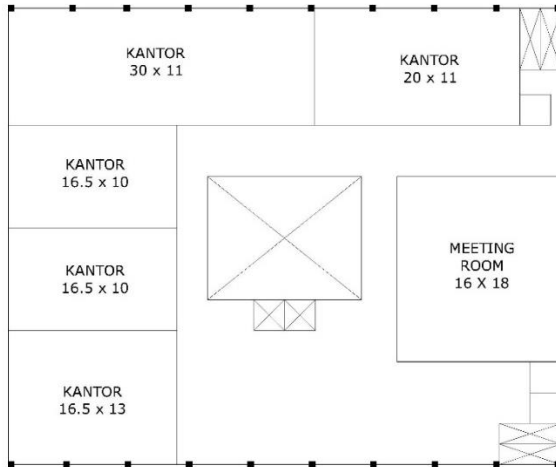 KANTOR
30 x 11
KANTOR
20 x 11
KANTOR
16.5 x 10
KANTOR
16.5 x 10
MEETING
ROOM
16 X 18
KANTOR
16.5 x 13